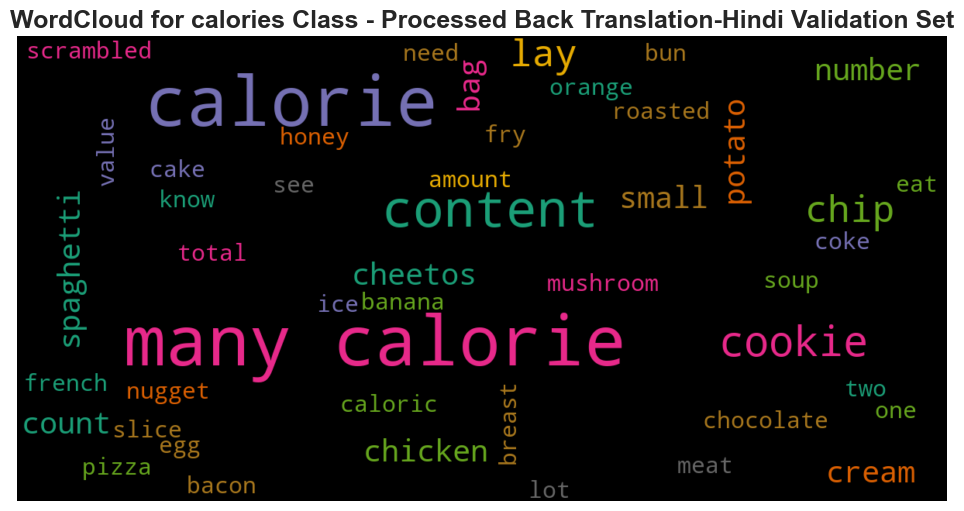 WordCloud for calories Class - Processed Back Translation-Hindi Validation Set
scrambled
need
lay
bun
number
calorie
bag
orange
roasted
potato
honey
fry
value
cake
see
know
amount
small
eat
chip
content
coke
spaghetti
total
cheetos
mushroom
soup
ice
banana
many calorie
cookie
french
nugget
caloric
breast
two
one
chocolate
count
slice
egg
chicken
pizza
meat
cream
bacon
lot